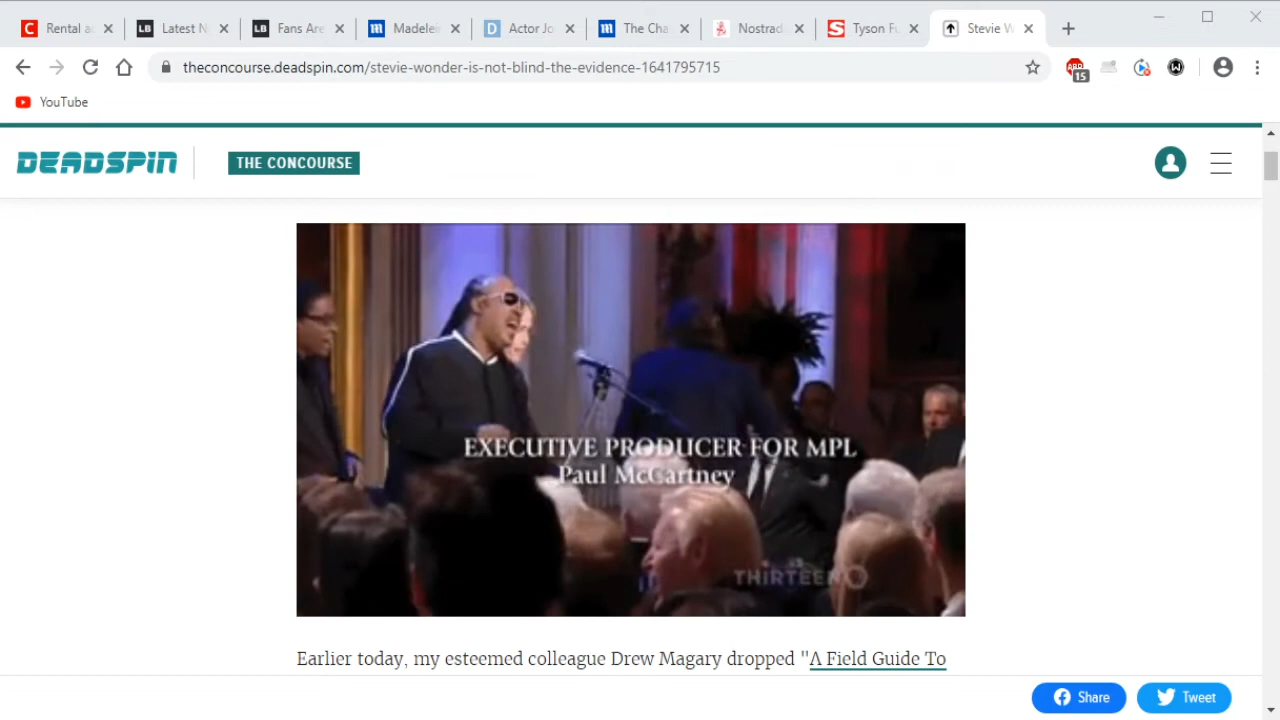 Rental a
Latest N
Fans Are
Madelei
Actor Jo
The Cha
Nostrad
Tyson Fu
Stevie W
theconcourse.deadspin.com/stevie-wonder-is-not-blind-the-evidence-1641795715
15
YouTube
DEADSPIN
THE CONCOURSE
EXECUTIVE PRODUCER FOR MPL
Paul McCartney
THIRTEEN
Earlier today, my esteemed colleague Drew Magary dropped "A Field Guide To
Share
Tweet